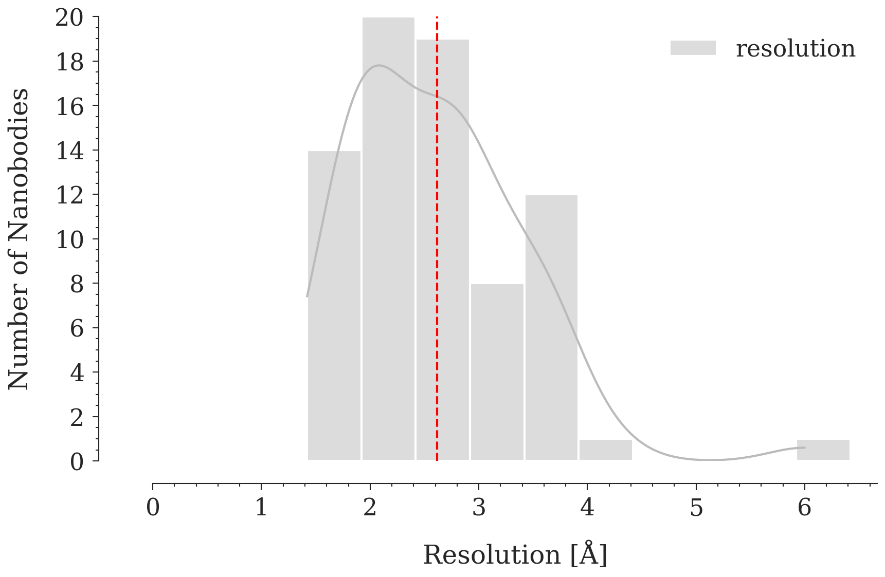 20
18
16
14
12
10
8
6
4
2
0
Number of Nanobodies
resolution
0 1 2 3 4 5 6
Resolution [Å]